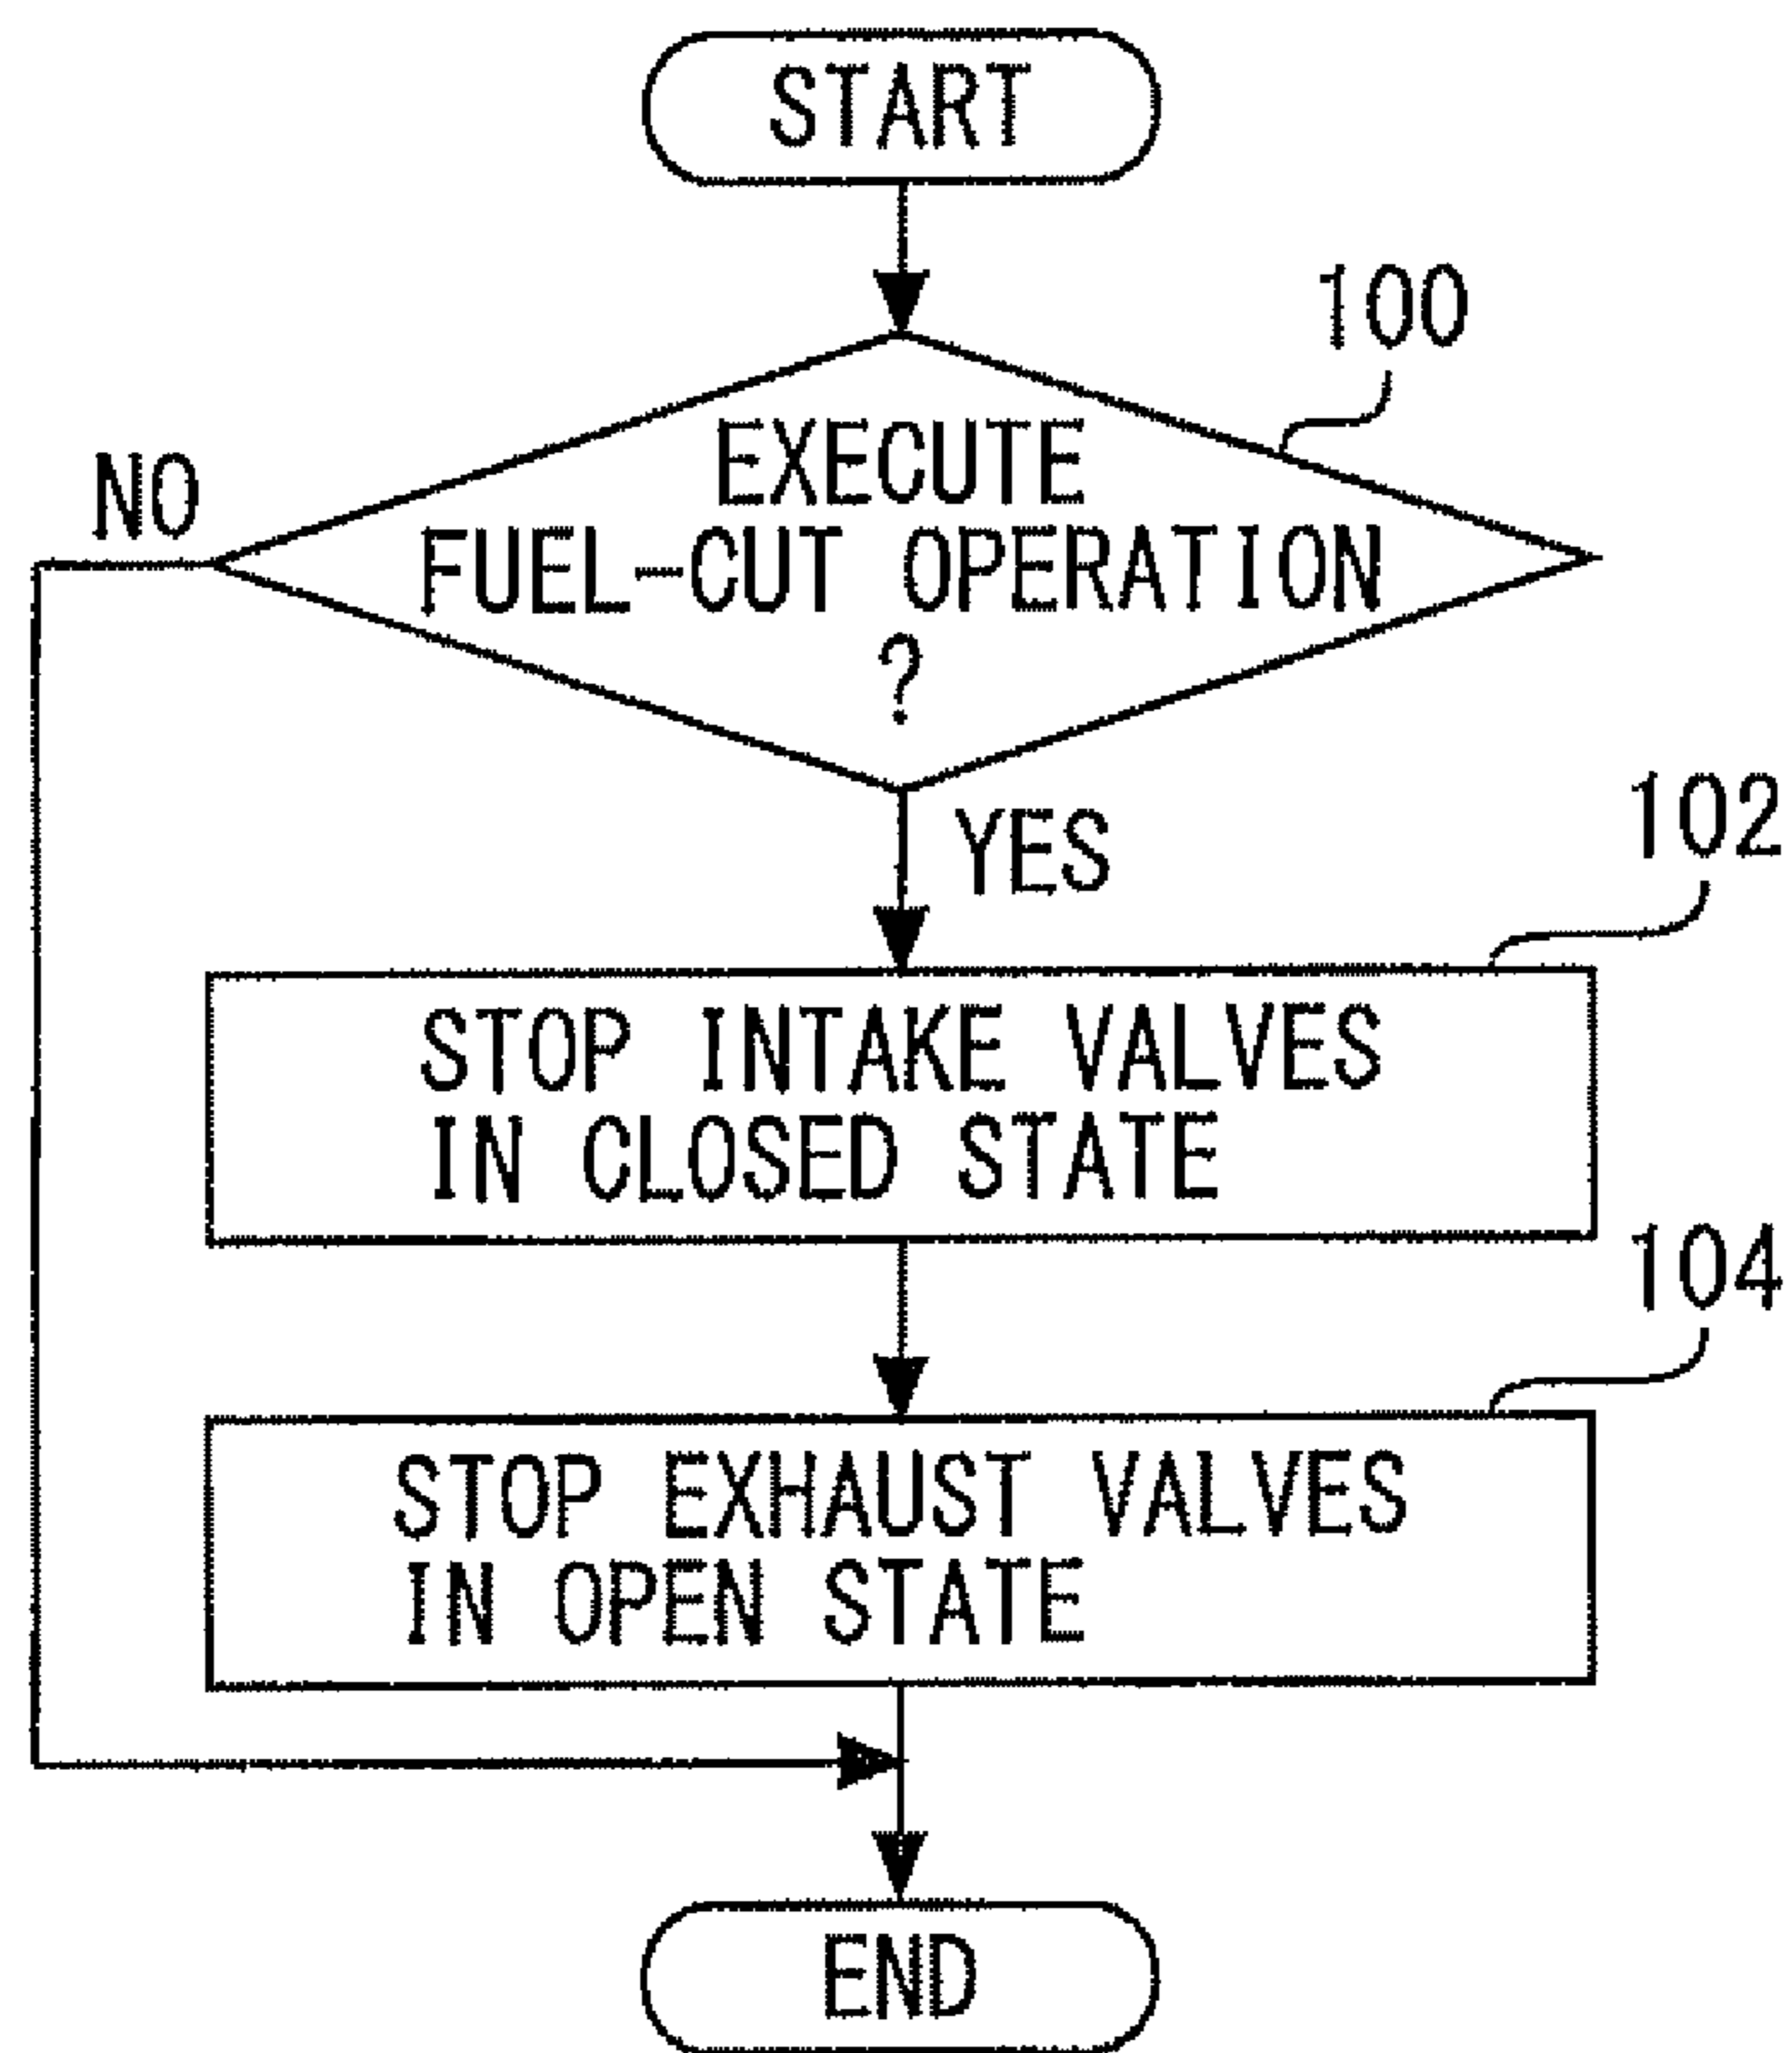 START
100
EXECUTE
NO
FUEL-CUT OPERATION
?
YES
102
STOP INTAKE VALVES
IN CLOSED STATE
104
STOP EXHAUST VALVES
IN OPEN STATE
END